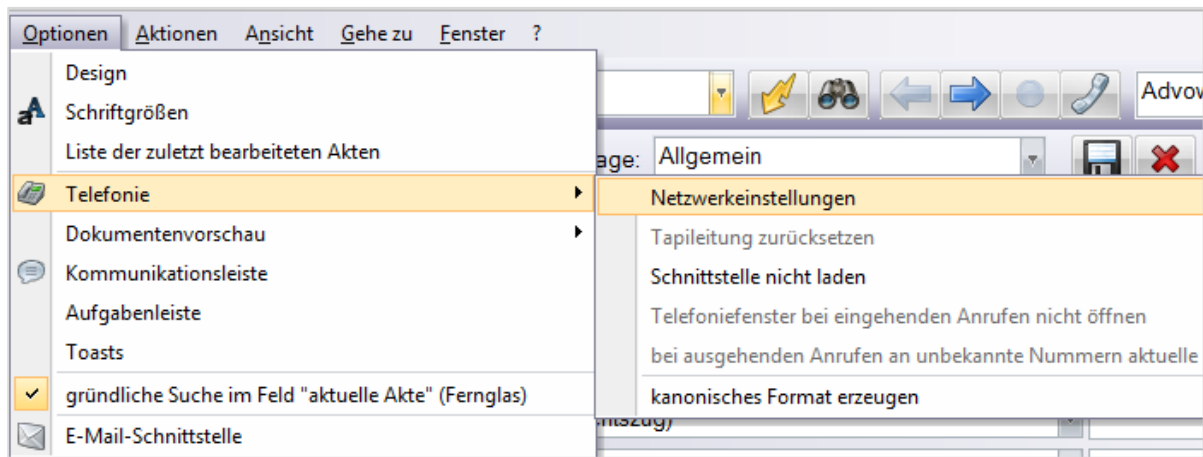 Optionen Aktionen Ansicht Gehe zu Fenster ?
Design
Schriftgrößen
Liste der zuletzt bearbeiteten Akten
Telefonie
Dokumentenvorschau
Kommunikationsleiste
Aufgabenleiste
Toasts
gründliche Suche im Feld "aktuelle Akte" (Fernglas)
E-Mail-Schnittstelle
Advow
age: Allgemein
Netzwerkeinstellungen
Tapileitung zurücksetzen
Schnittstelle nicht laden
Telefoniefenster bei eingehenden Anrufen nicht öffnen
bei ausgehenden Anrufen an unbekannte Nummern aktuelle
kanonisches Format erzeugen